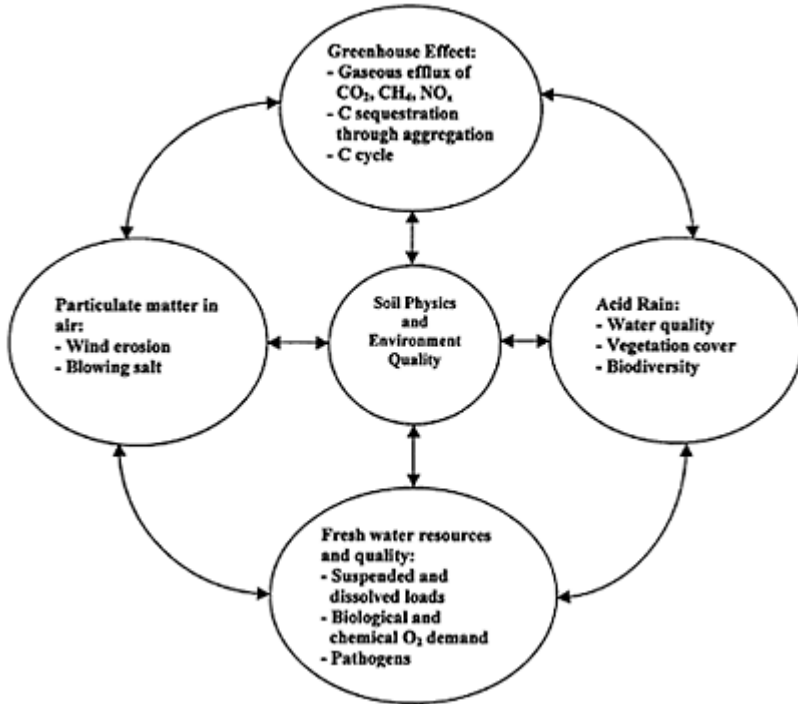 Greenhouse Effect:
- Gaseous efflux of
CO₂, CH₄, NOₓ
- C sequestration
through aggregation
- C cycle
Particulate matter in
air:
- Wind erosion
- Blowing salt
Soil Physics
and
Environment
Quality
Acid Rain:
- Water quality
- Vegetation cover
- Biodiversity
Fresh water resources
and quality:
- Suspended and
dissolved loads
- Biological and
chemical O₂ demand
- Pathogens